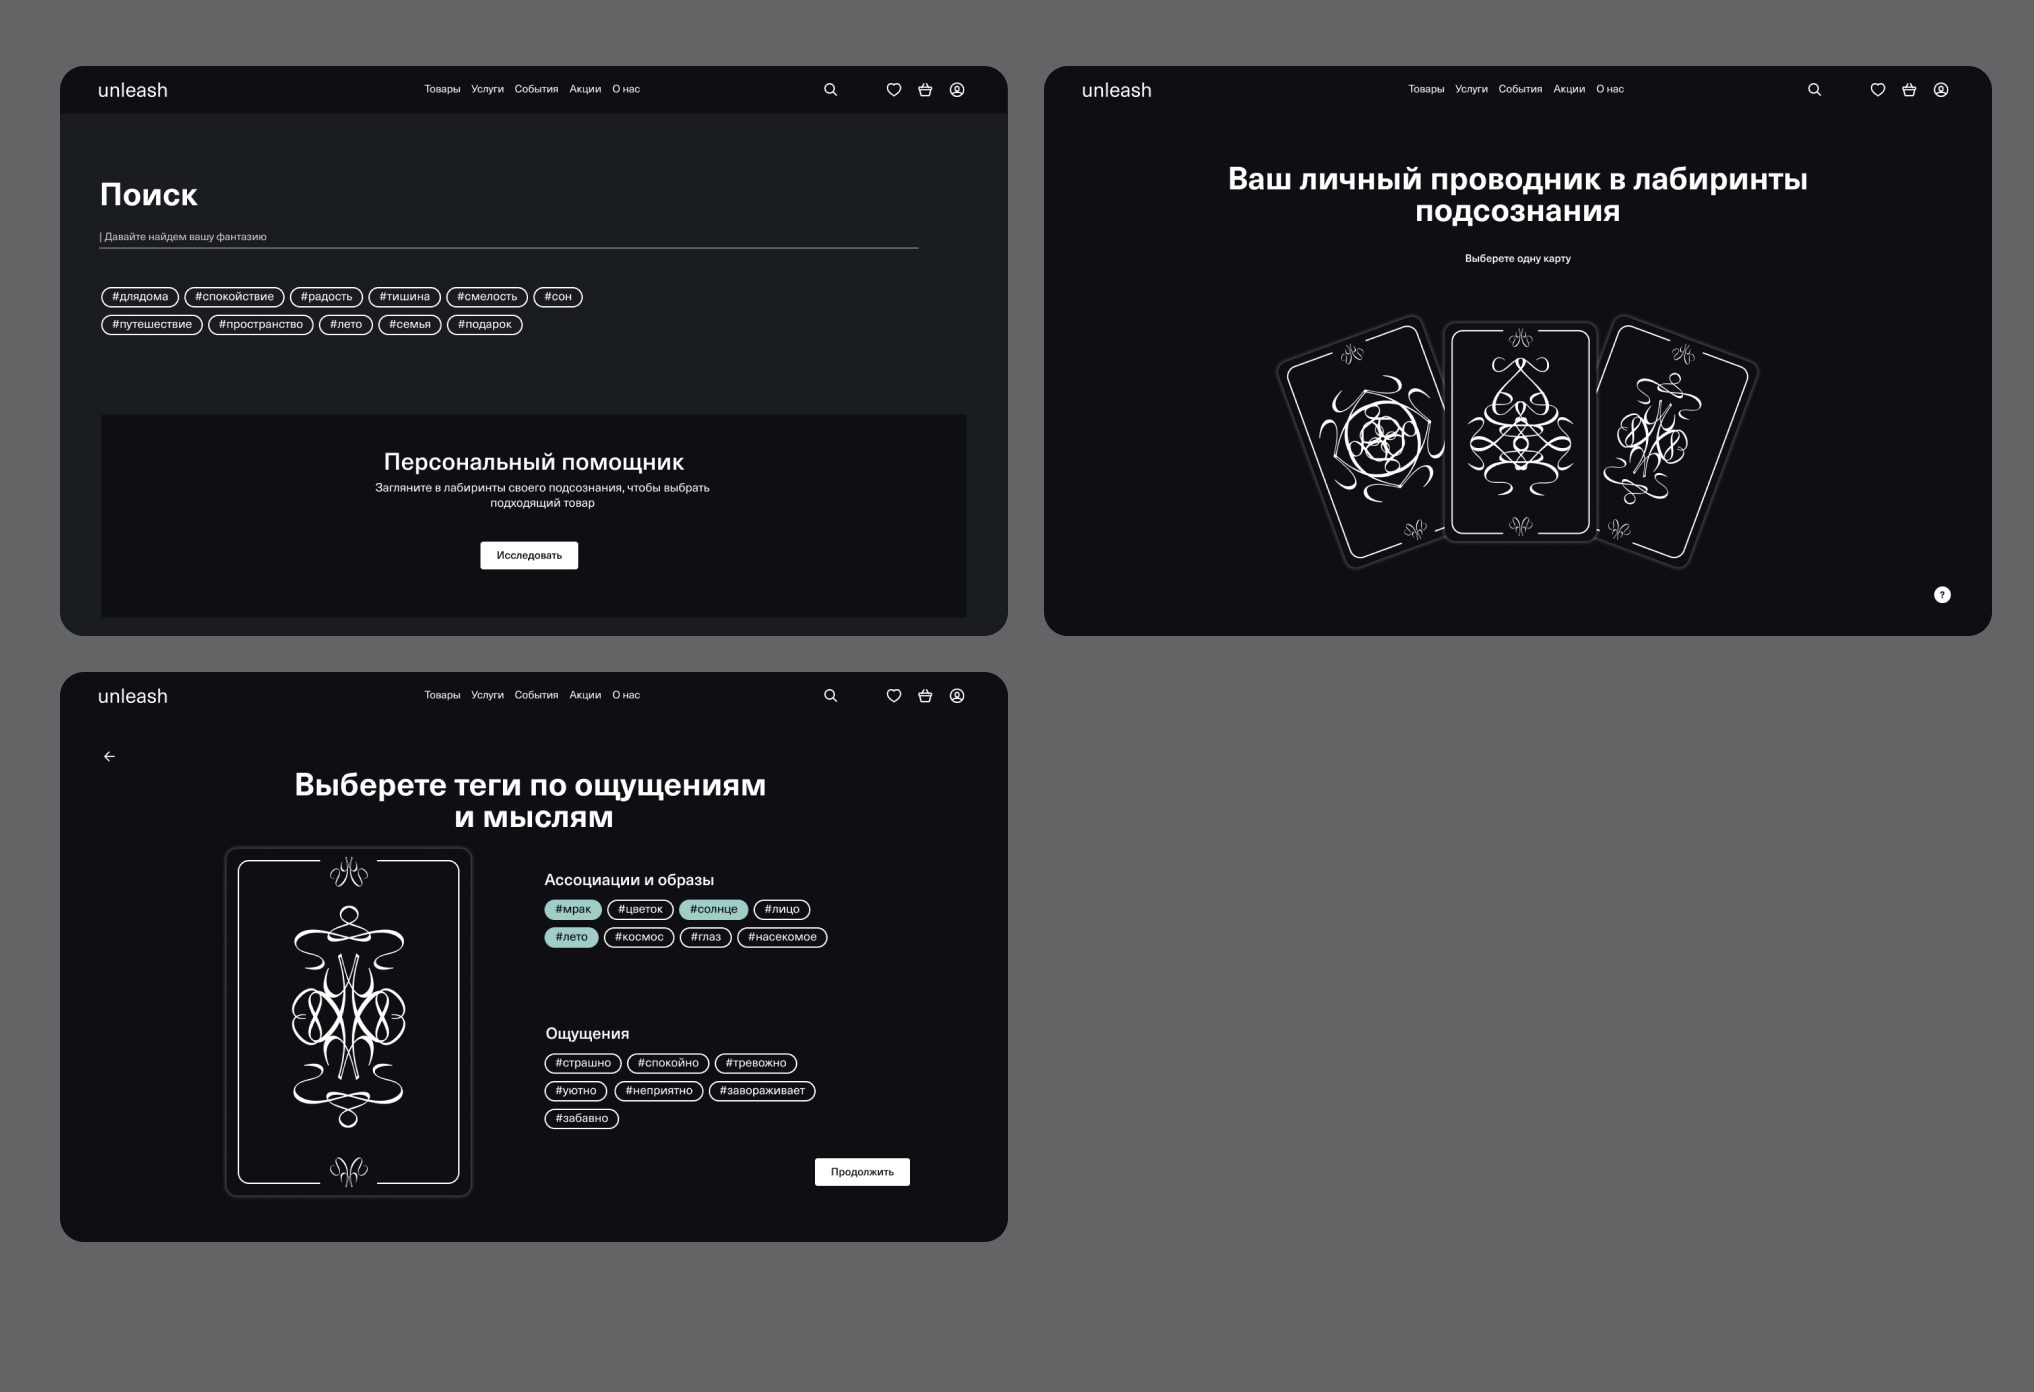 unleash
Товары Услуги События Акции О нас
Поиск
| Давайте найдем вашу фантазию
#длядома #спокойствие #радость #тишина #смелость #сон
#путешествие #пространство #лето #семья #подарок
Персональный помощник
Загляните в лабиринты своего подсознания, чтобы выбрать
подходящий товар
Исследовать
unleash
Товары Услуги События Акции О нас
Ваш личный проводник в лабиринты
подсознания
Выберете одну карту
?
unleash
Товары Услуги События Акции О нас
Выберете теги по ощущениям
и мыслям
Ассоциации и образы
#мрак #цветок #солнце #лицо
#лето #космос #глаз #насекомое
Ощущения
#страшно #спокойно #тревожно
#уютно #неприятно #завораживает
#забавно
Продолжить